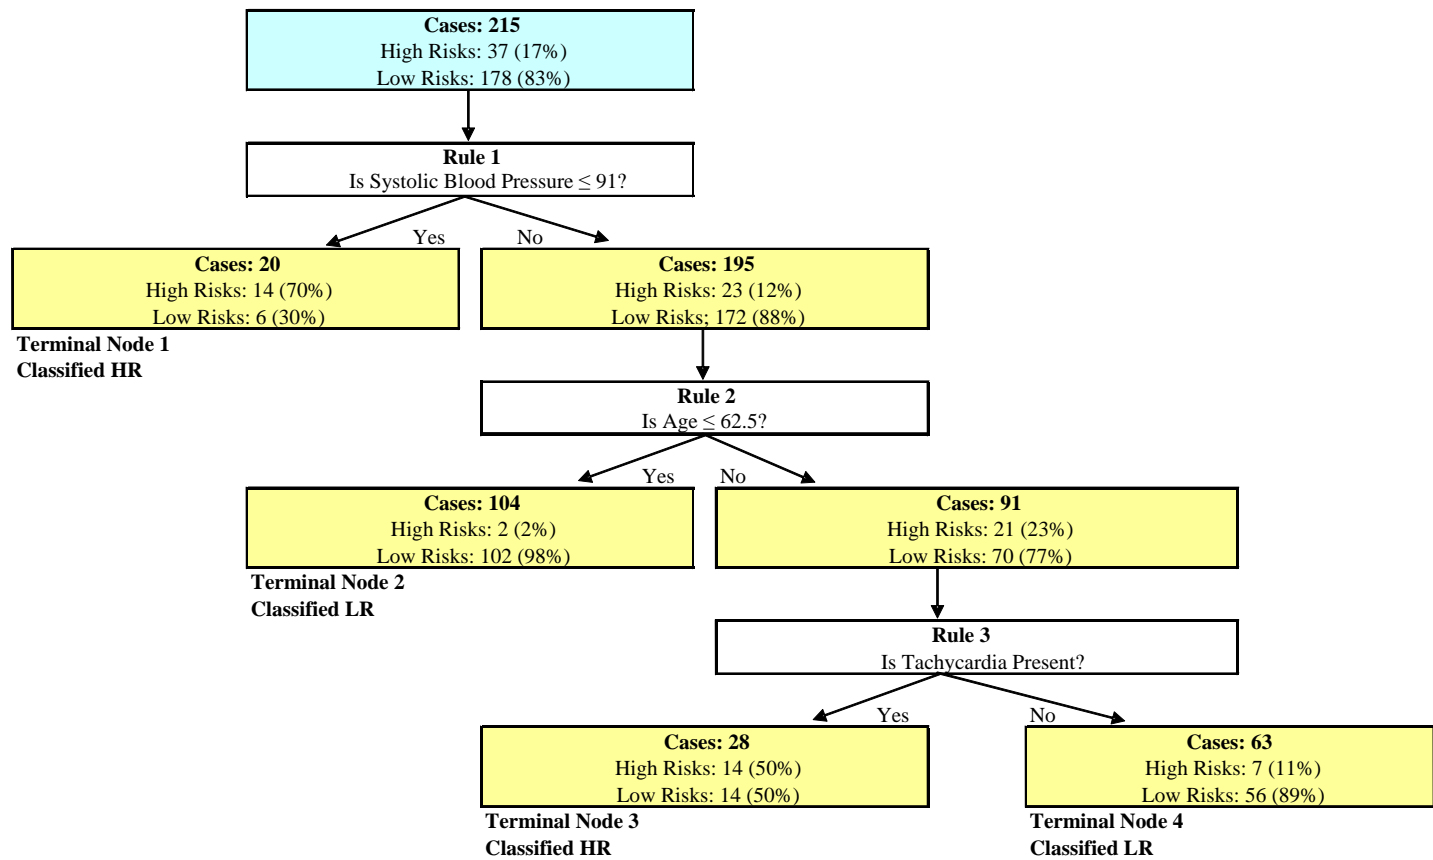 Cases: 215
High Risks: 37 (17%)
Low Risks: 178 (83%)
Rule 1
Is Systolic Blood Pressure ≤ 91?
Yes
No
Cases: 20
High Risks: 14 (70%)
Low Risks: 6 (30%)
Terminal Node 1
Classified HR
Cases: 195
High Risks: 23 (12%)
Low Risks; 172 (88%)
Rule 2
Is Age ≤ 62.5?
Yes
No
Cases: 104
High Risks: 2 (2%)
Low Risks: 102 (98%)
Terminal Node 2
Classified LR
Cases: 91
High Risks: 21 (23%)
Low Risks: 70 (77%)
Rule 3
Is Tachycardia Present?
Yes
No
Cases: 28
High Risks: 14 (50%)
Low Risks: 14 (50%)
Terminal Node 3
Classified HR
Cases: 63
High Risks: 7 (11%)
Low Risks: 56 (89%)
Terminal Node 4
Classified LR